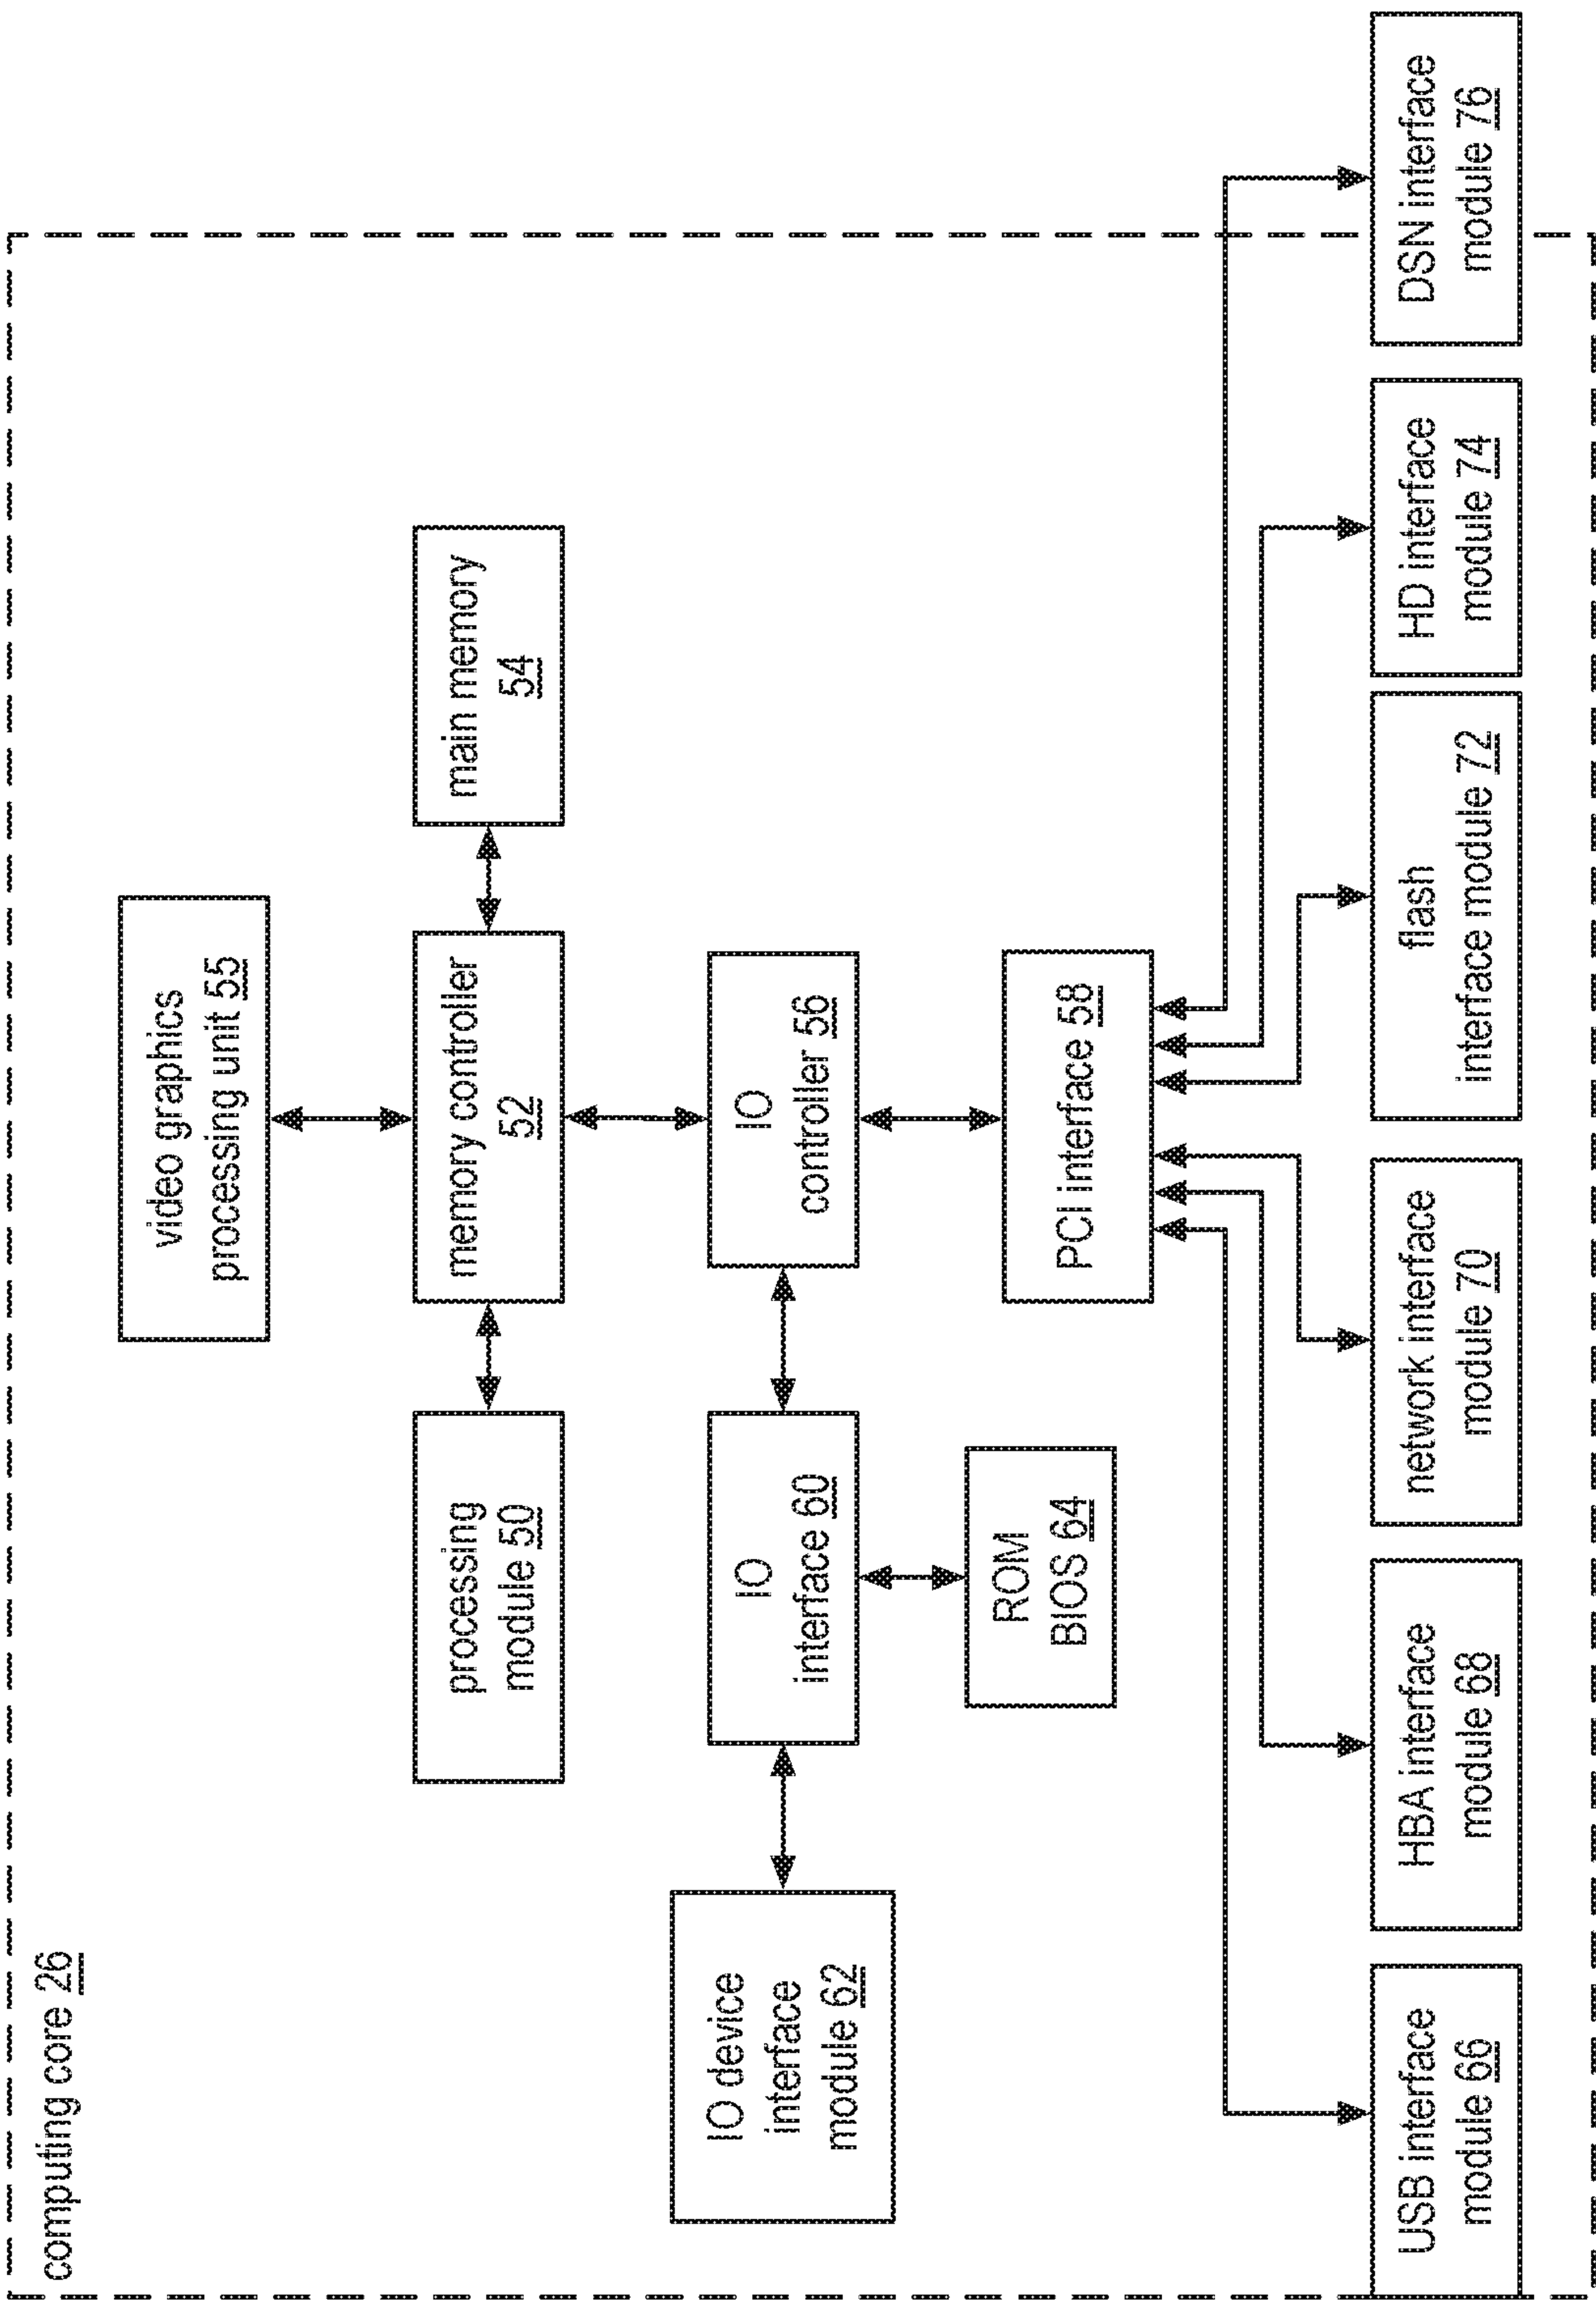 computing core 26
video graphics
processing unit 55
processing
module 50
memory controller
52
main memory
54
IO device
interface
module 62
IO
interface 60
IO
controller 56
ROM
BIOS 64
PCI interface 58
USB interface
module 66
HBA interface
module 68
network interface
module 70
flash
interface module 72
HD interface
module 74
DSN interface
module 76